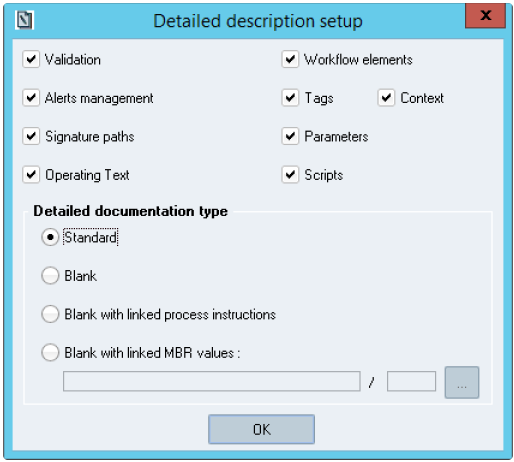 Detailed description setup
x
Validation
Workflow elements
Alerts management
Tags
Context
Signature paths
Parameters
Operating Text
Scripts
Detailed documentation type
Standard
Blank
Blank with linked process instructions
Blank with linked MBR values :
/
...
OK